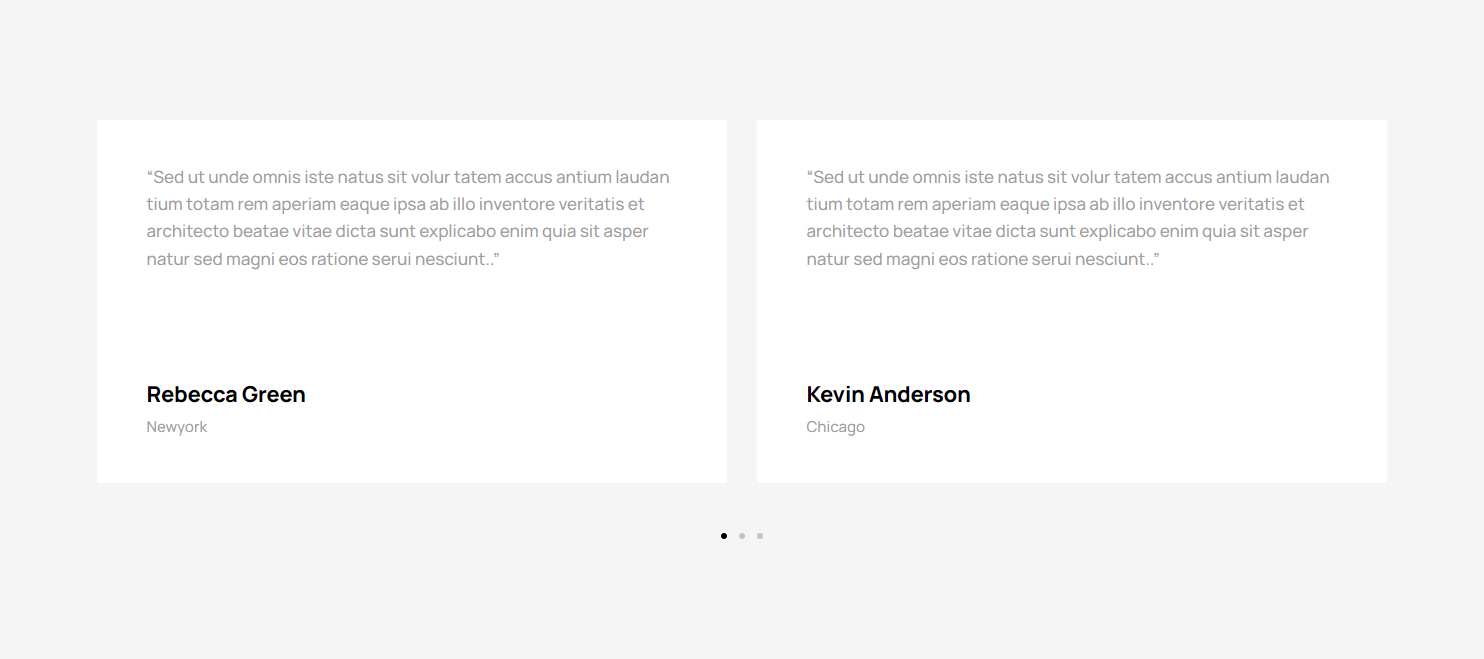 “Sed ut unde omnis iste natus sit volur tatem accus antium laudan
tium totam rem aperiam eaque ipsa ab illo inventore veritatis et
architecto beatae vitae dicta sunt explicabo enim quia sit asper
natur sed magni eos ratione serui nesciunt..”
Rebecca Green
Newyork
“Sed ut unde omnis iste natus sit volur tatem accus antium laudan
tium totam rem aperiam eaque ipsa ab illo inventore veritatis et
architecto beatae vitae dicta sunt explicabo enim quia sit asper
natur sed magni eos ratione serui nesciunt..”
Kevin Anderson
Chicago